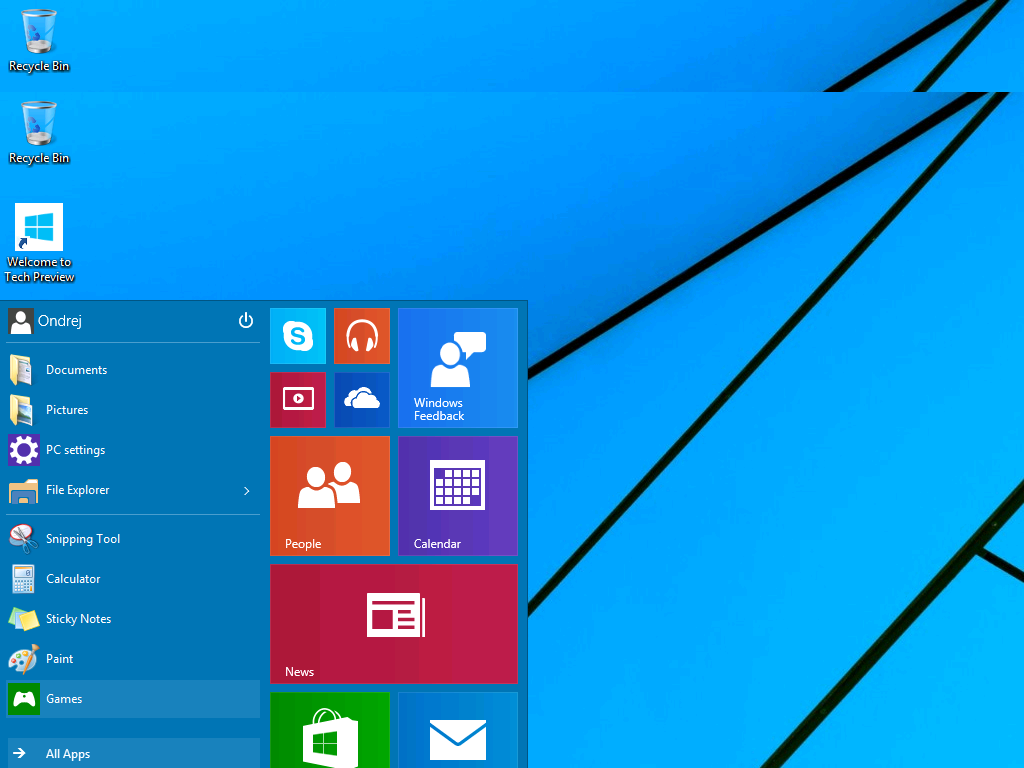 Recycle Bin
Recycle Bin
Welcome to
Tech Preview
Ondrej
Documents
Pictures
PC settings
File Explorer
Snipping Tool
Calculator
Sticky Notes
Paint
Games
All Apps
S
Windows
Feedback
People
Calendar
News